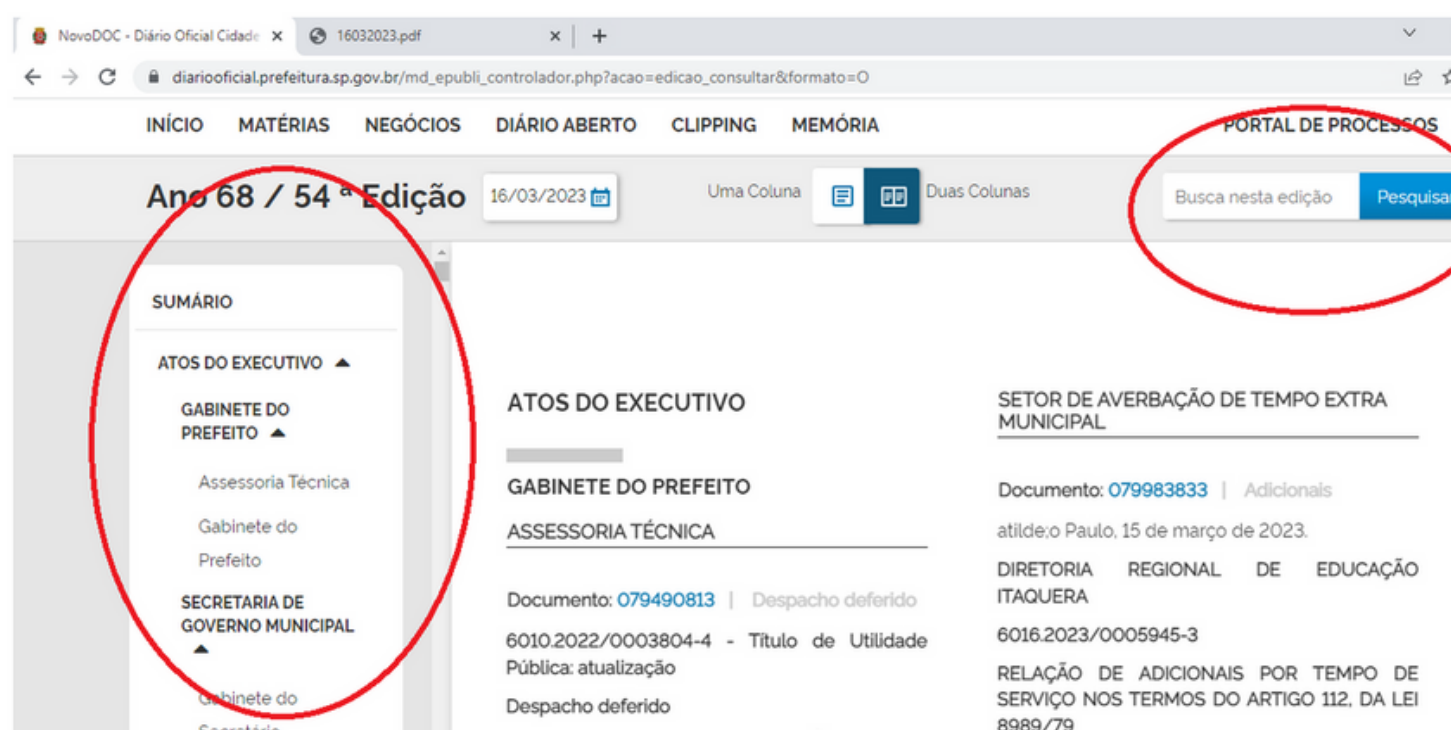 NovoDOC - Diário Oficial Cidade
16032023.pdf
diariooficial.prefeitura.sp.gov.br/md_epubli_controlador.php?acao=edicao_consultar&formato=O
INÍCIO MATÉRIAS NEGÓCIOS DIÁRIO ABERTO CLIPPING MEMÓRIA PORTAL DE PROCESSOS
Ano 68 / 54 ª Edição 16/03/2023 Uma Coluna Duas Colunas Busca nesta edição Pesquisar
SUMÁRIO
ATOS DO EXECUTIVO
GABINETE DO
PREFEITO
Assessoria Técnica
Gabinete do
Prefeito
SECRETARIA DE
GOVERNO MUNICIPAL
Gabinete do
Secretário
ATOS DO EXECUTIVO
GABINETE DO PREFEITO
ASSESSORIA TÉCNICA
Documento: 079490813 | Despacho deferido
6010.2022/0003804-4 - Título de Utilidade
Pública: atualização
Despacho deferido
SETOR DE AVERBAÇÃO DE TEMPO EXTRA
MUNICIPAL
Documento: 079983833 | Adicionais
atilde;o Paulo, 15 de março de 2023.
DIRETORIA REGIONAL DE EDUCAÇÃO
ITAQUERA
6016.2023/0005945-3
RELAÇÃO DE ADICIONAIS POR TEMPO DE
SERVIÇO NOS TERMOS DO ARTIGO 112, DA LEI
8989/79